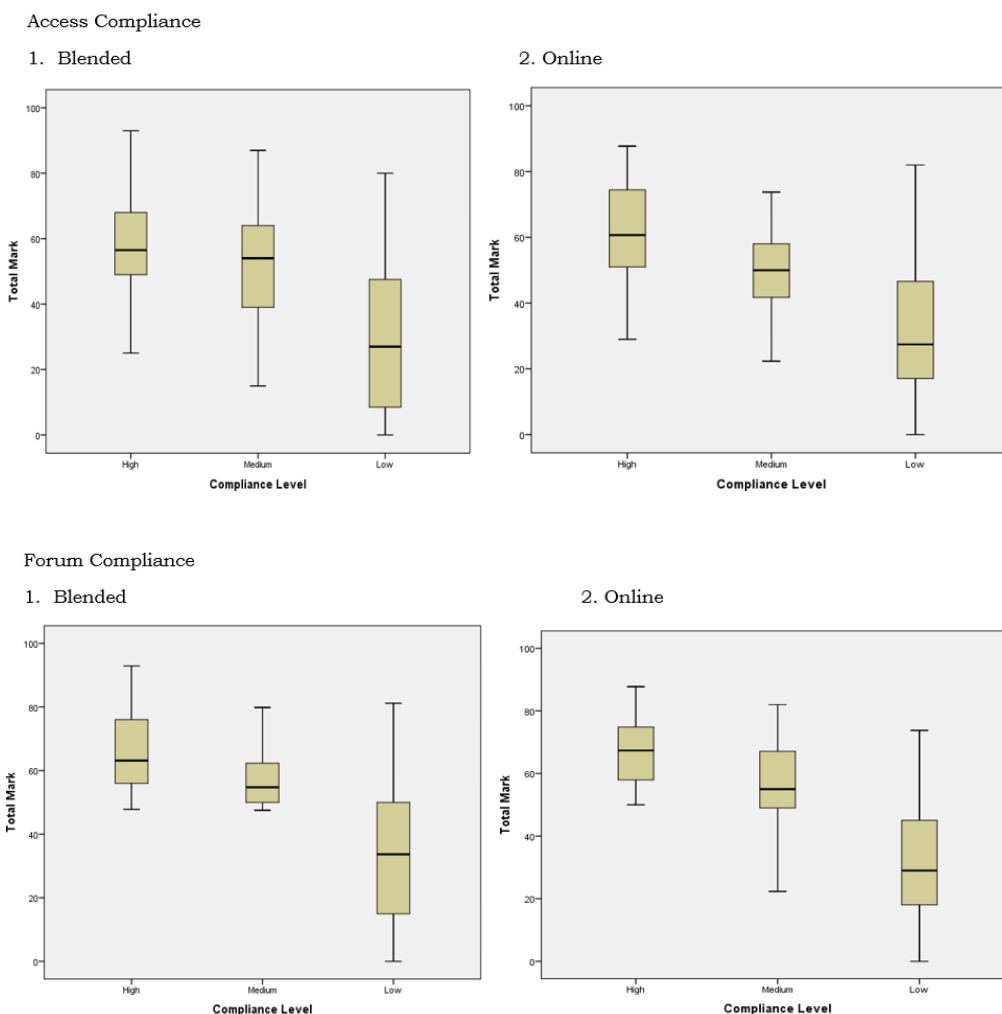 Access Compliance
1. Blended
2. Online
100
80
60
40
20
0
Total Mark
High Medium Low
Compliance Level
100
80
60
40
20
0
Total Mark
High Medium Low
Compliance Level
Forum Compliance
1. Blended
2. Online
100
80
60
40
20
0
Total Mark
High Medium Low
Compliance Level
100
80
60
40
20
0
Total Mark
High Medium Low
Compliance Level